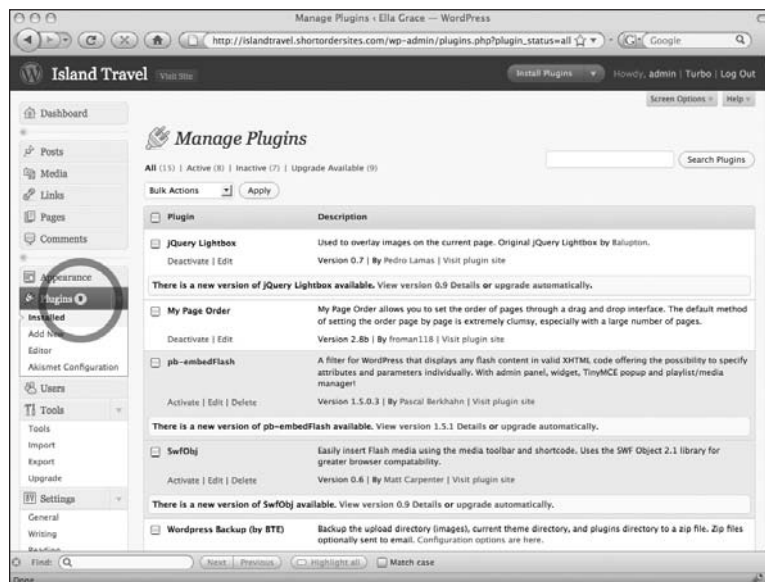 Manage Plugins ‹ Ella Grace — WordPress
http://islandtravel.shortordersites.com/wp-admin/plugins.php?plugin_status=all
Google
Island Travel Visit Site
Install Plugins
Howdy, admin | Turbo | Log Out
Screen Options
Help
Dashboard
Posts
Media
Links
Pages
Comments
Appearance
Plugins
Installed
Add New
Editor
Akismet Configuration
Users
Tools
Tools
Import
Export
Upgrade
Settings
General
Writing
Reading
Manage Plugins
All (15) | Active (8) | Inactive (7) | Upgrade Available (9)
Search Plugins
Bulk Actions
Apply
Plugin Description
jQuery Lightbox Used to overlay images on the current page. Original jQuery Lightbox by Balupton.
Deactivate | Edit Version 0.7 | By Pedro Lamas | Visit plugin site
There is a new version of jQuery Lightbox available. View version 0.9 Details or upgrade automatically.
My Page Order My Page Order allows you to set the order of pages through a drag and drop interface. The default method
of setting the order page by page is extremely clumsy, especially with a large number of pages.
Deactivate | Edit Version 2.8b | By froman118 | Visit plugin site
pb-embedFlash A filter for WordPress that displays any flash content in valid XHTML code offering the possibility to specify
attributes and parameters individually. With admin panel, widget, TinyMCE popup and playlist/media
manager!
Activate | Edit | Delete Version 1.5.0.3 | By Pascal Berkhahn | Visit plugin site
There is a new version of pb-embedFlash available. View version 1.5.1 Details or upgrade automatically.
SwfObj Easily insert Flash media using the media toolbar and shortcode. Uses the SWF Object 2.1 library for
greater browser compatability.
Activate | Edit | Delete Version 0.6 | By Matt Carpenter | Visit plugin site
There is a new version of SwfObj available. View version 0.9 Details or upgrade automatically.
Wordpress Backup (by BTE) Backup the upload directory (images), current theme directory, and plugins directory to a zip file. Zip files
optionally sent to email. Configuration options are here.
Find:
Next Previous
Highlight all
Match case
Done